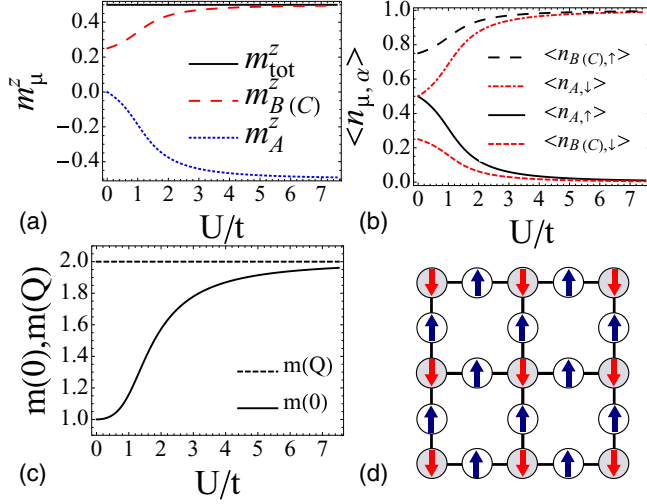 0.4
0.2
0.0
−0.2
−0.4
m^z_μ
m^z_tot
m^z_B(C)
m^z_A
0 1 2 3 4 5 6 7
(a)
U/t
1.0
0.8
0.6
0.4
0.2
0.0
<n_μ,α>
<n_B(C),↑>
<n_A,↓>
<n_A,↑>
<n_B(C),↓>
0 1 2 3 4 5 6 7
(b)
U/t
2.0
1.8
1.6
1.4
1.2
1.0
m(0),m(Q)
m(Q)
m(0)
0 1 2 3 4 5 6 7
(c)
U/t
(d)